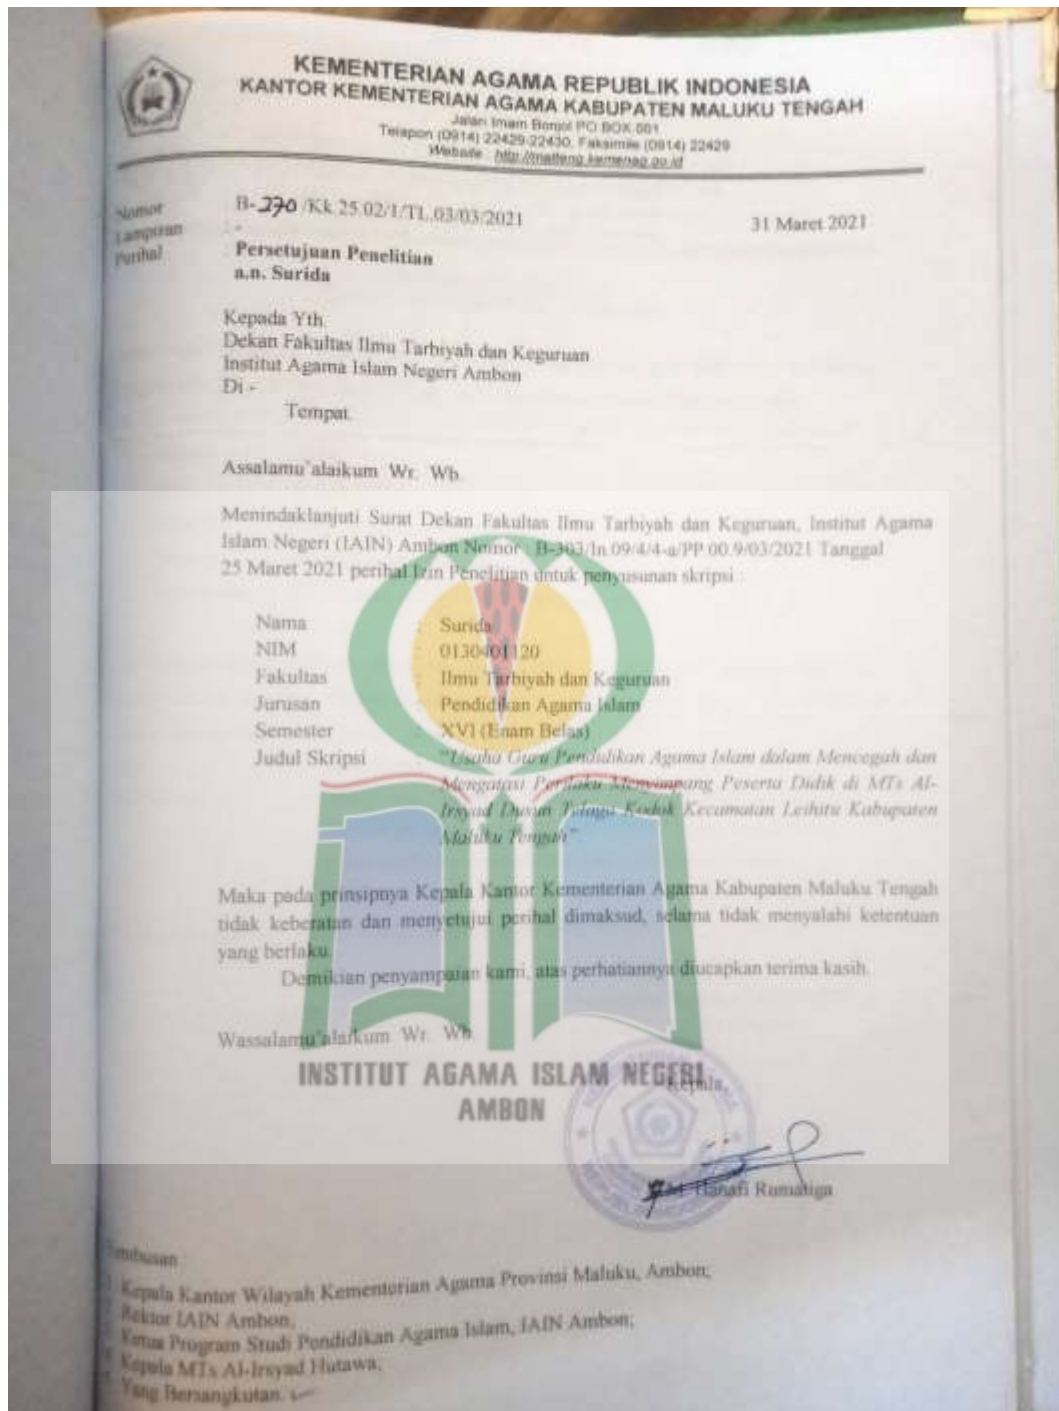 KEMENTERIAN AGAMA REPUBLIK INDONESIA
KANTOR KEMENTERIAN AGAMA KABUPATEN MALUKU TENGAH
Jalan Imam Bonjol PO.BOX 001
Telapon (0914) 22429-22430, Faksimile (0914) 22429
Website : http://malteng.kemenag.go.id
Nomor : B-270 /Kk.25.02/1/TL.03/03/2021 31 Maret 2021
Lampiran : -
Perihal : Persetujuan Penelitian
a.n. Surida
Kepada Yth.
Dekan Fakultas Ilmu Tarbiyah dan Keguruan
Institut Agama Islam Negeri Ambon
Di -
Tempat.
Assalamu'alaikum Wr. Wb.
Menindaklanjuti Surat Dekan Fakultas Ilmu Tarbiyah dan Keguruan, Institut Agama
Islam Negeri (IAIN) Ambon Nomor : B-303/In.09/4/4-a/PP.00.9/03/2021 Tanggal
25 Maret 2021 perihal Izin Penelitian untuk penyusunan skripsi :
Nama : Surida
NIM : 0130401120
Fakultas : Ilmu Tarbiyah dan Keguruan
Jurusan : Pendidikan Agama Islam
Semester : XVI (Enam Belas)
Judul Skripsi : "Usaha Guru Pendidikan Agama Islam dalam Mencegah dan
Mengatasi Perilaku Menyimpang Peserta Didik di MTs Al-
Irsyad Dusun Telaga Kodok Kecamatan Leihitu Kabupaten
Maluku Tengah".
Maka pada prinsipnya Kepala Kantor Kementerian Agama Kabupaten Maluku Tengah
tidak keberatan dan menyetujui perihal dimaksud, selama tidak menyalahi ketentuan
yang berlaku.
Demikian penyampaian kami, atas perhatiannya diucapkan terima kasih.
Wassalamu'alaikum Wr. Wb.
INSTITUT AGAMA ISLAM NEGERI
AMBON
Kepala,
Hanafi Rumatiga
Tembusan :
Kepala Kantor Wilayah Kementerian Agama Provinsi Maluku, Ambon;
Rektor IAIN Ambon,
Ketua Program Studi Pendidikan Agama Islam, IAIN Ambon;
Kepala MTs Al-Irsyad Hutawa;
Yang Bersangkutan.